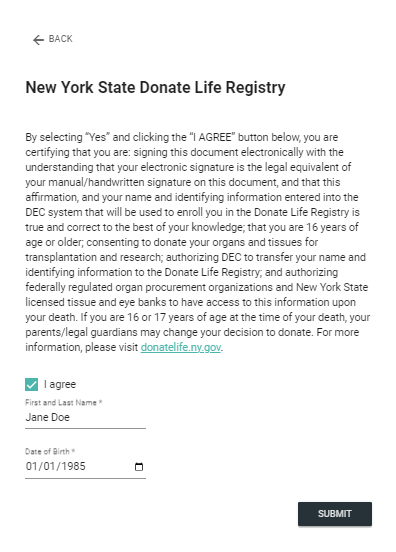 BACK
New York State Donate Life Registry
By selecting “Yes” and clicking the “I AGREE” button below, you are
certifying that you are: signing this document electronically with the
understanding that your electronic signature is the legal equivalent of
your manual/handwritten signature on this document, and that this
affirmation, and your name and identifying information entered into the
DEC system that will be used to enroll you in the Donate Life Registry is
true and correct to the best of your knowledge; that you are 16 years of
age or older; consenting to donate your organs and tissues for
transplantation and research; authorizing DEC to transfer your name and
identifying information to the Donate Life Registry; and authorizing
federally regulated organ procurement organizations and New York State
licensed tissue and eye banks to have access to this information upon
your death. If you are 16 or 17 years of age at the time of your death, your
parents/legal guardians may change your decision to donate. For more
information, please visit donatelife.ny.gov.
I agree
First and Last Name *
Jane Doe
Date of Birth *
01/01/1985
SUBMIT